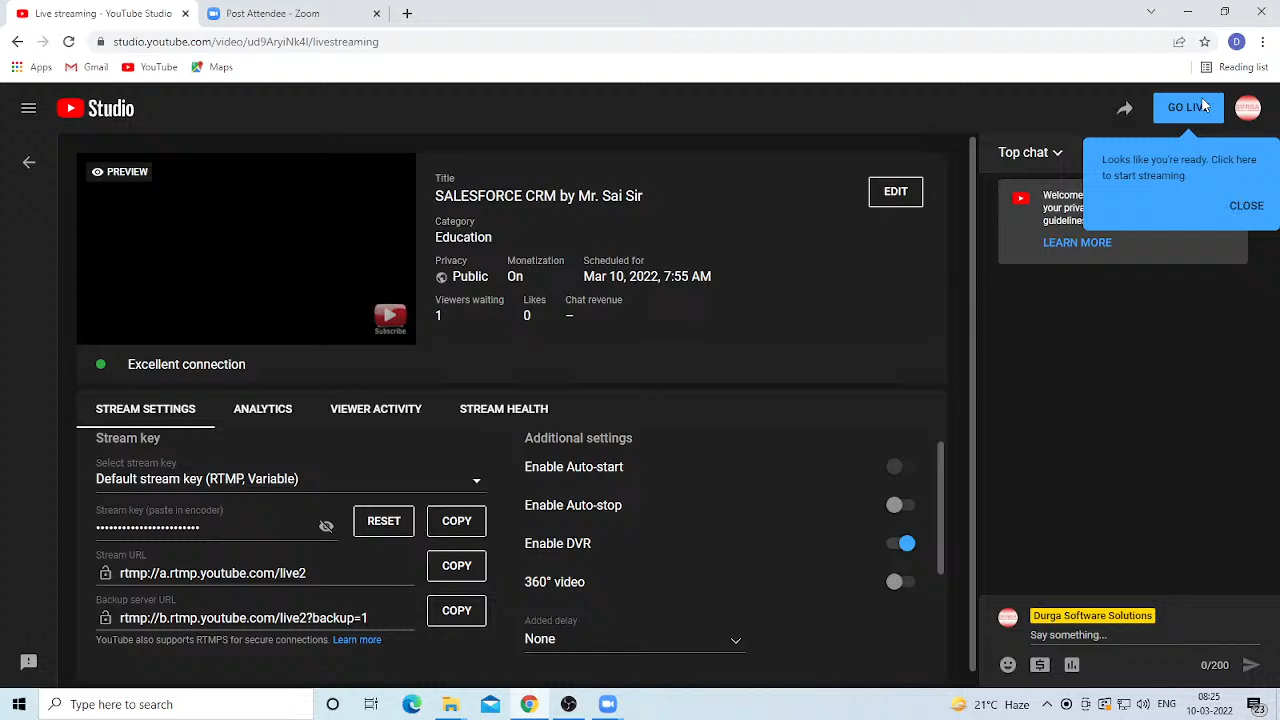 Live streaming - YouTube Studio
Post Attendee - Zoom
studio.youtube.com/video/ud9AryiNk4I/livestreaming
D
Apps
Gmail
YouTube
Maps
Reading list
Studio
GO LIV
PREVIEW
Subscribe
Title
SALESFORCE CRM by Mr. Sai Sir
EDIT
Category
Education
Privacy
Monetization
Scheduled for
Public
On
Mar 10, 2022, 7:55 AM
Viewers waiting
Likes
Chat revenue
1
0
–
Excellent connection
Top chat
Looks like you're ready. Click here
to start streaming.
CLOSE
Welcome
your priva
guideline
LEARN MORE
STREAM SETTINGS
ANALYTICS
VIEWER ACTIVITY
STREAM HEALTH
Stream key
Select stream key
Default stream key (RTMP, Variable)
Stream key (paste in encoder)
••••••••••••••••••••••••
RESET
COPY
Stream URL
rtmp://a.rtmp.youtube.com/live2
COPY
Backup server URL
rtmp://b.rtmp.youtube.com/live2?backup=1
COPY
YouTube also supports RTMPS for secure connections. Learn more
Additional settings
Enable Auto-start
Enable Auto-stop
Enable DVR
360° video
Added delay
None
Durga Software Solutions
Say something...
0/200
Type here to search
21°C Haze
ENG
08:25
10-03-2022
23